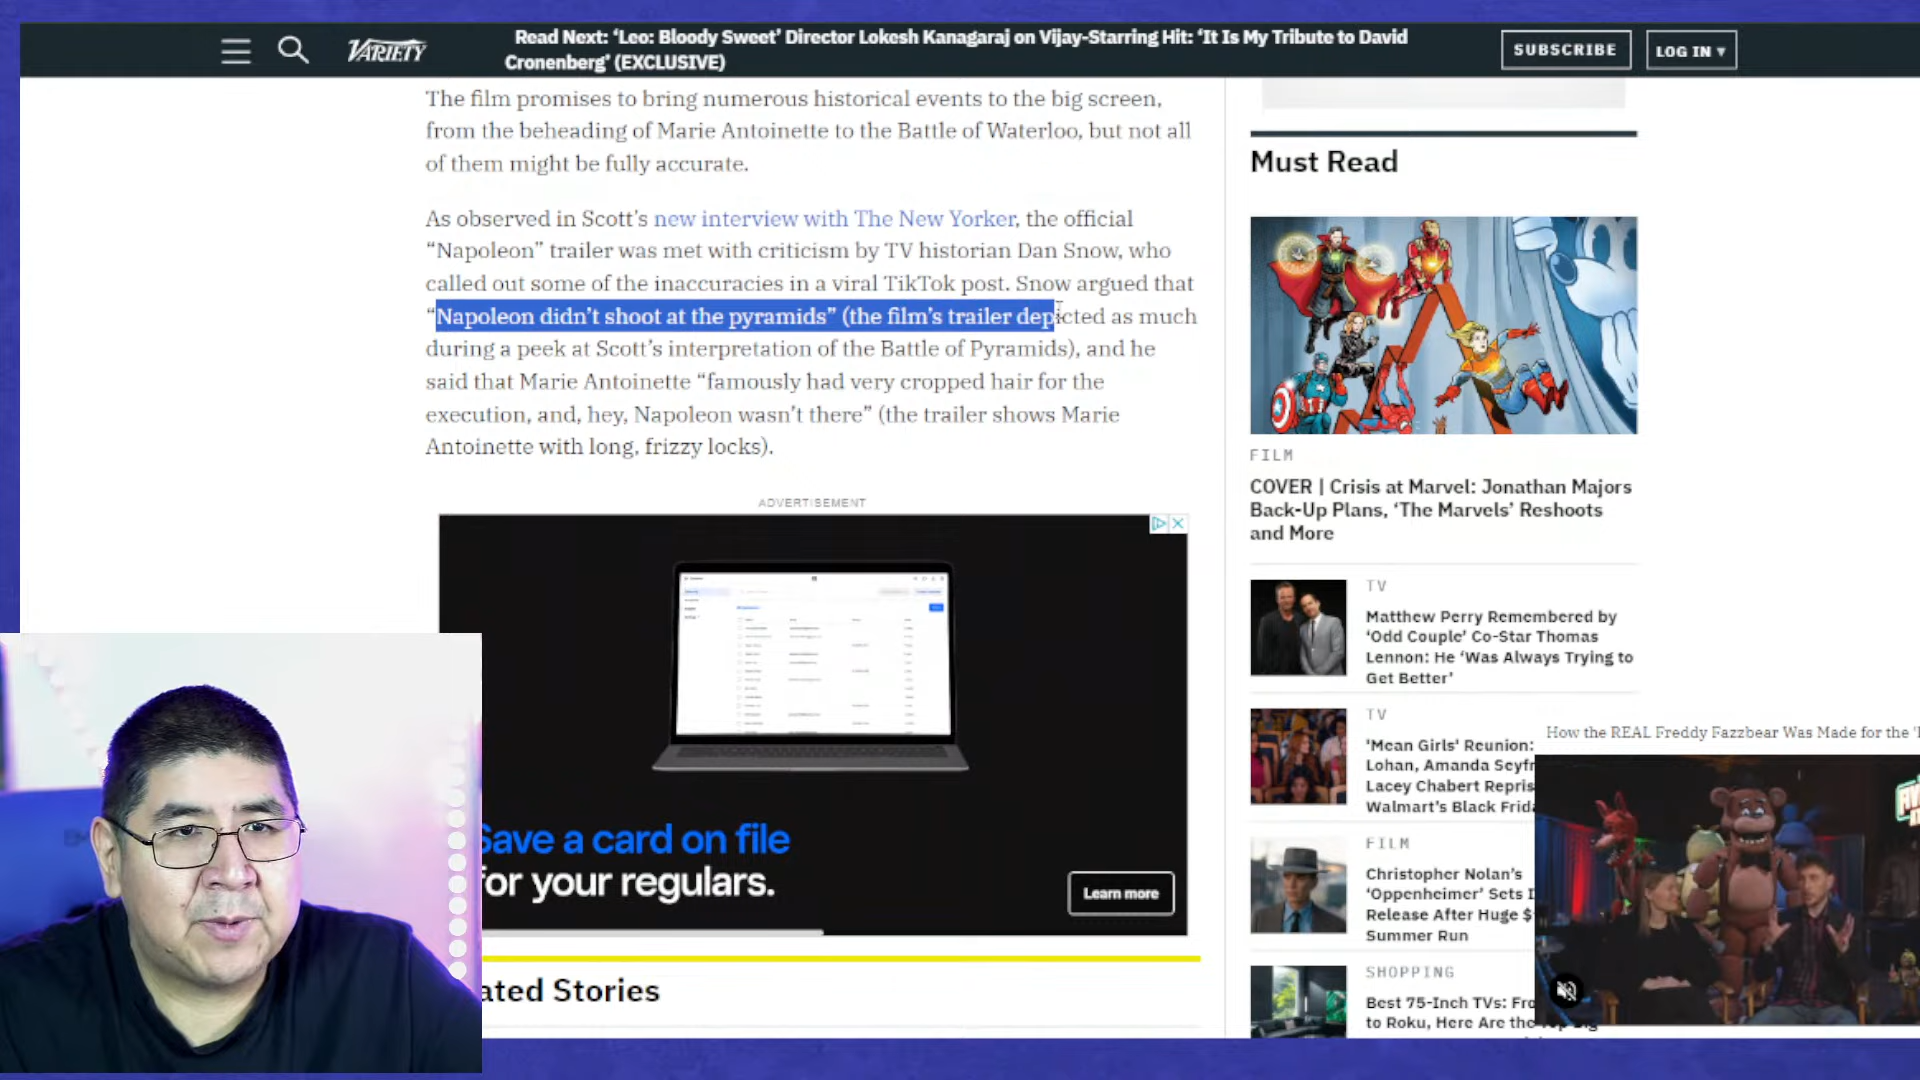 Read Next: ‘Leo: Bloody Sweet’ Director Lokesh Kanagaraj on Vijay-Starring Hit: ‘It Is My Tribute to David
Cronenberg’ (EXCLUSIVE)
VARIETY
SUBSCRIBE
LOG IN ▾
The film promises to bring numerous historical events to the big screen,
from the beheading of Marie Antoinette to the Battle of Waterloo, but not all
of them might be fully accurate.
As observed in Scott’s new interview with The New Yorker, the official
“Napoleon” trailer was met with criticism by TV historian Dan Snow, who
called out some of the inaccuracies in a viral TikTok post. Snow argued that
“Napoleon didn’t shoot at the pyramids” (the film’s trailer depicted as much
during a peek at Scott’s interpretation of the Battle of Pyramids), and he
said that Marie Antoinette “famously had very cropped hair for the
execution, and, hey, Napoleon wasn’t there” (the trailer shows Marie
Antoinette with long, frizzy locks).
ADVERTISEMENT
Save a card on file
for your regulars.
Learn more
ated Stories
Must Read
FILM
COVER | Crisis at Marvel: Jonathan Majors
Back-Up Plans, ‘The Marvels’ Reshoots
and More
TV
Matthew Perry Remembered by
‘Odd Couple’ Co-Star Thomas
Lennon: He ‘Was Always Trying to
Get Better’
TV
'Mean Girls' Reunion:
Lohan, Amanda Seyfr
Lacey Chabert Repris
Walmart's Black Frid
FILM
Christopher Nolan’s
‘Oppenheimer’ Sets
Release After Huge $
Summer Run
SHOPPING
Best 75-Inch TVs: Fro
to Roku, Here Are the Top Big
How the REAL Freddy Fazzbear Was Made for the '